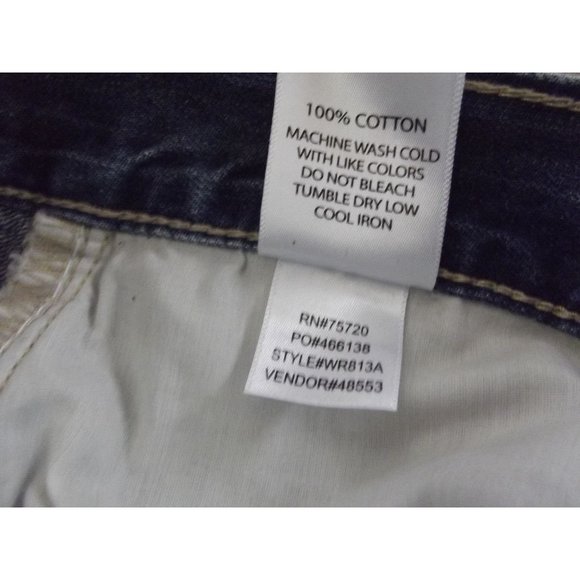 100% COTTON
MACHINE WASH COLD
WITH LIKE COLORS
DO NOT BLEACH
TUMBLE DRY LOW
COOL IRON
RN#75720
PO#466138
STYLE#WR813A
VENDOR#48553